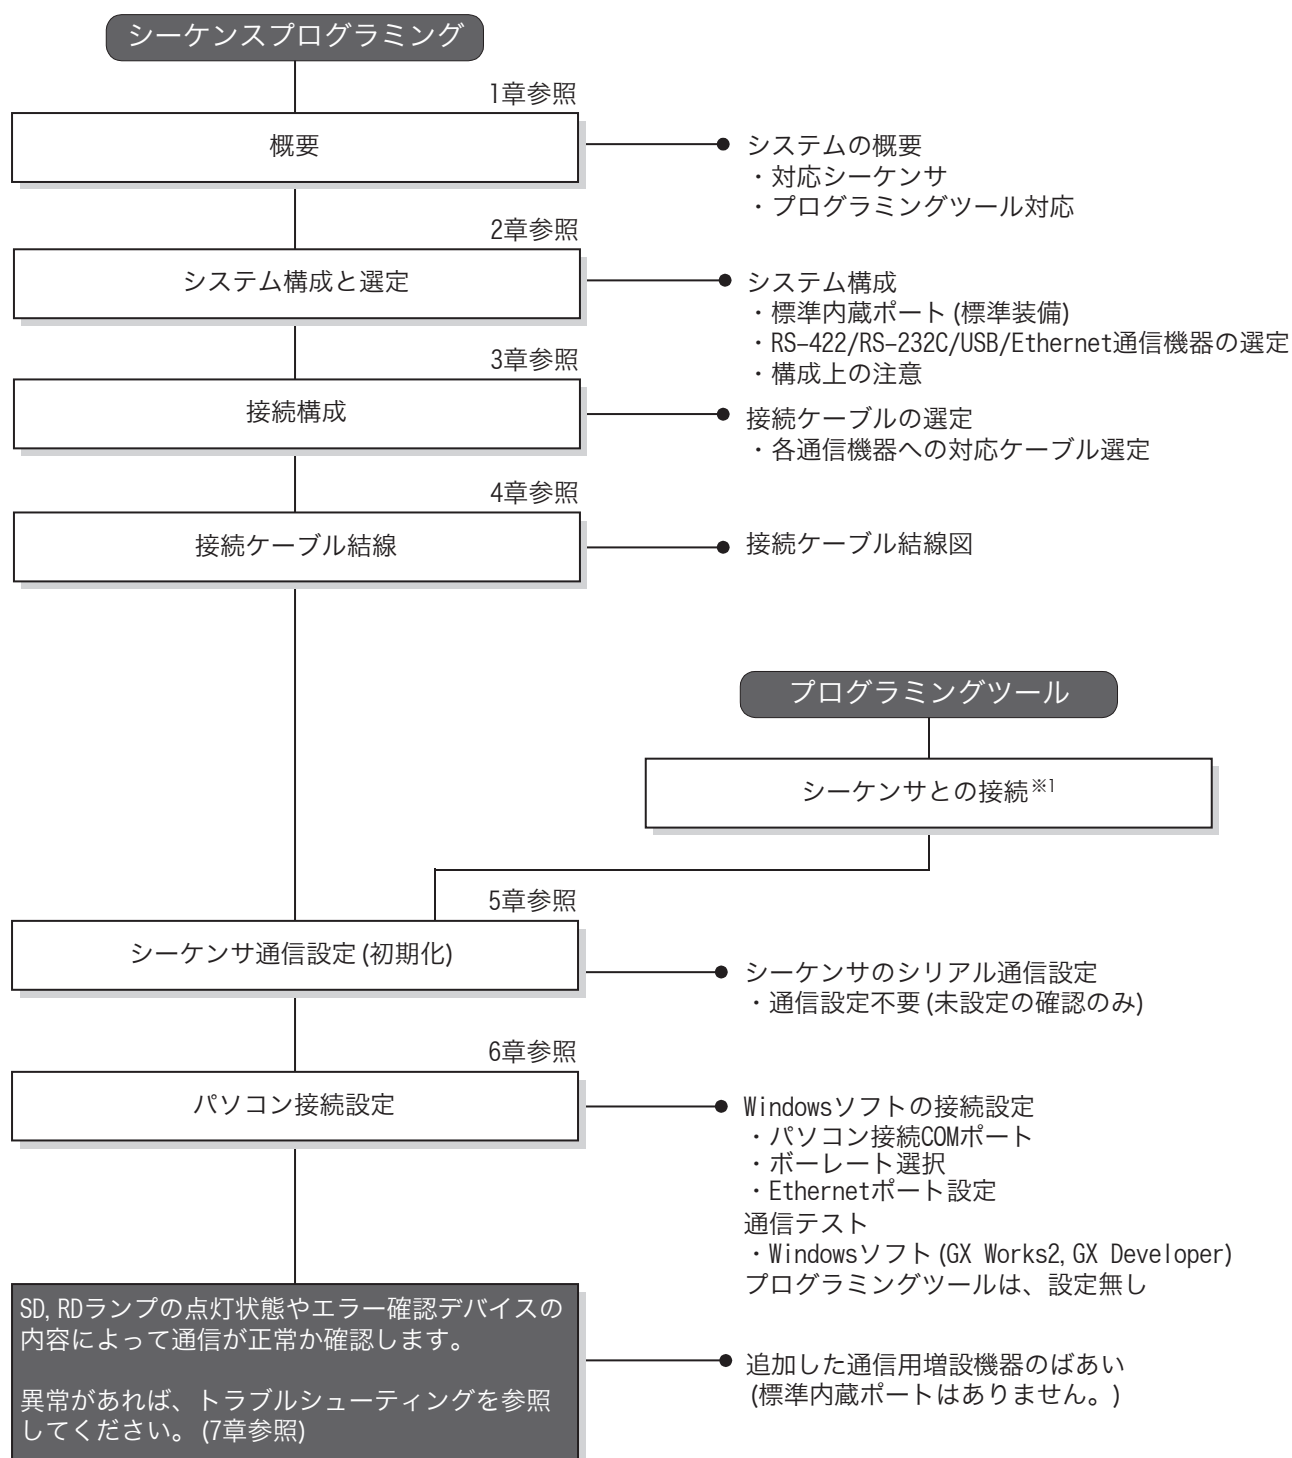 シーケンスプログラミング
1章参照
概要
システムの概要
・対応シーケンサ
・プログラミングツール対応
2章参照
システム構成と選定
システム構成
・標準内蔵ポート(標準装備)
・RS-422/RS-232C/USB/Ethernet通信機器の選定
・構成上の注意
3章参照
接続構成
接続ケーブルの選定
・各通信機器への対応ケーブル選定
4章参照
接続ケーブル結線
接続ケーブル結線図
プログラミングツール
シーケンサとの接続※1
5章参照
シーケンサ通信設定(初期化)
シーケンサのシリアル通信設定
・通信設定不要(未設定の確認のみ)
6章参照
パソコン接続設定
Windowsソフトの接続設定
・パソコン接続COMポート
・ボーレート選択
・Ethernetポート設定
通信テスト
・Windowsソフト(GX Works2, GX Developer)
プログラミングツールは、設定無し
SD, RDランプの点灯状態やエラー確認デバイスの
内容によって通信が正常か確認します。
異常があれば、トラブルシューティングを参照
してください。(7章参照)
追加した通信用増設機器のばあい
(標準内蔵ポートはありません。)